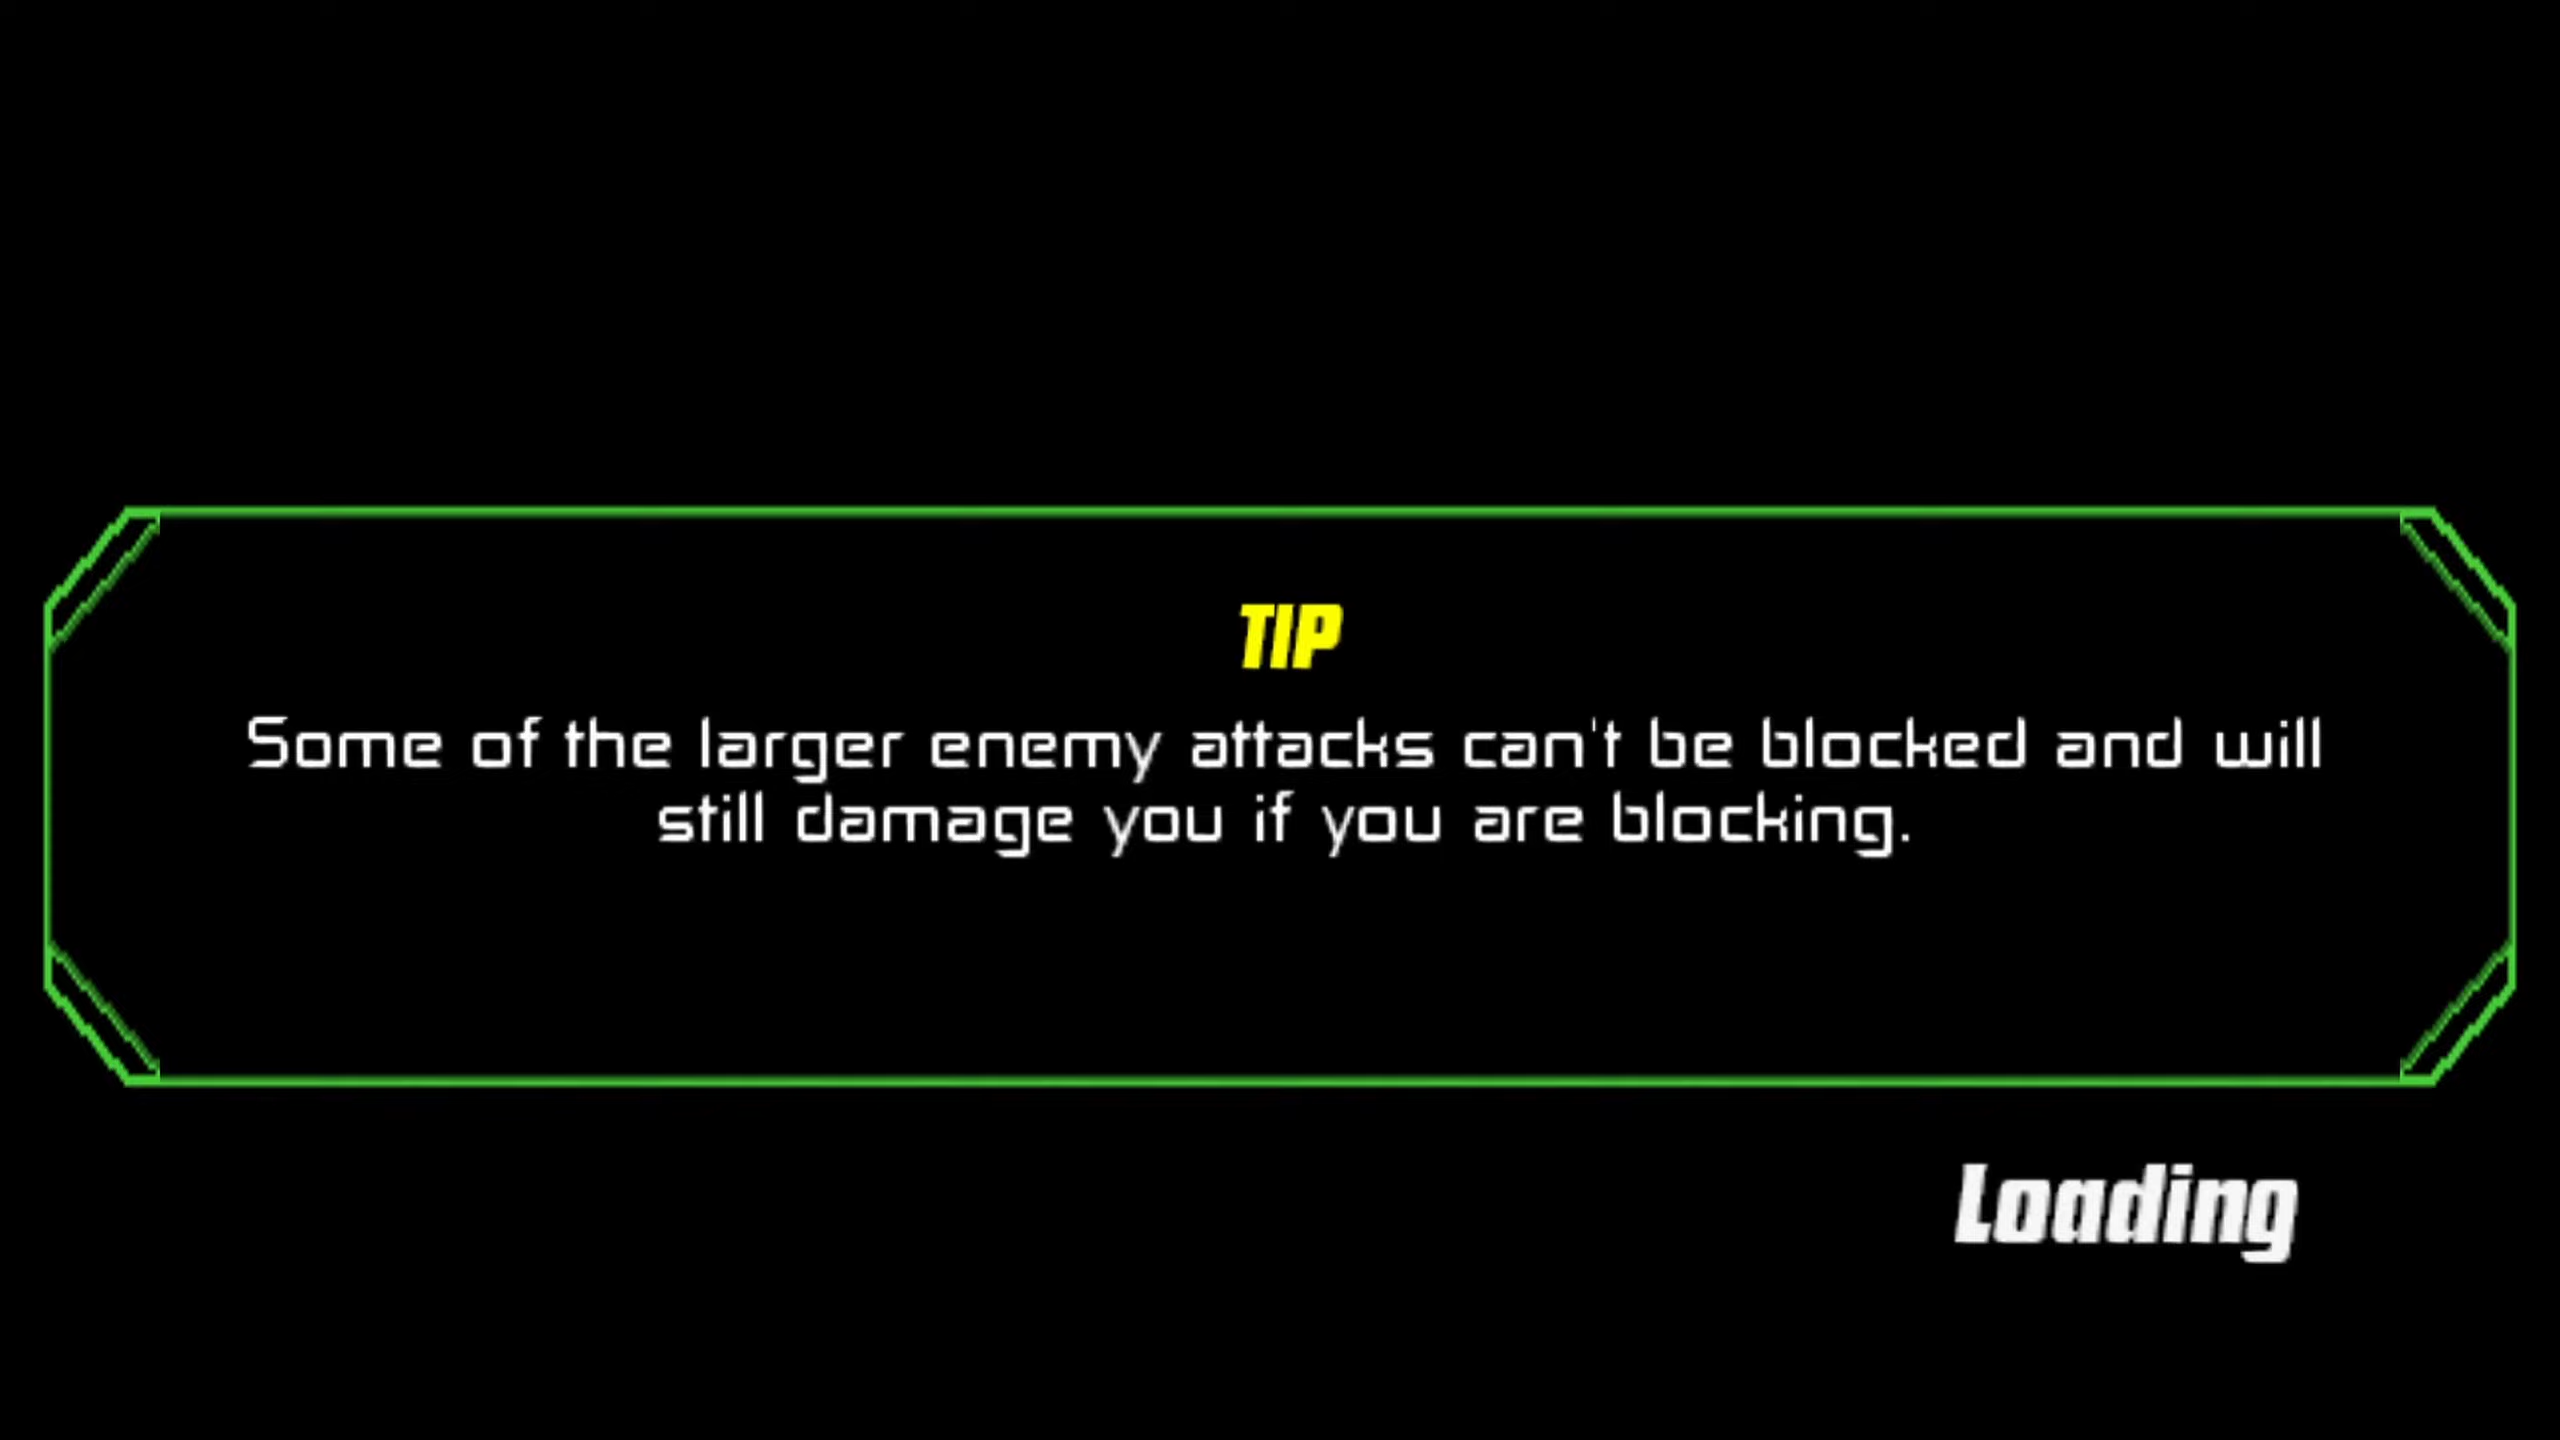 TIP
Some of the larger enemy attacks can't be blocked and will
still damage you if you are blocking.
Loading